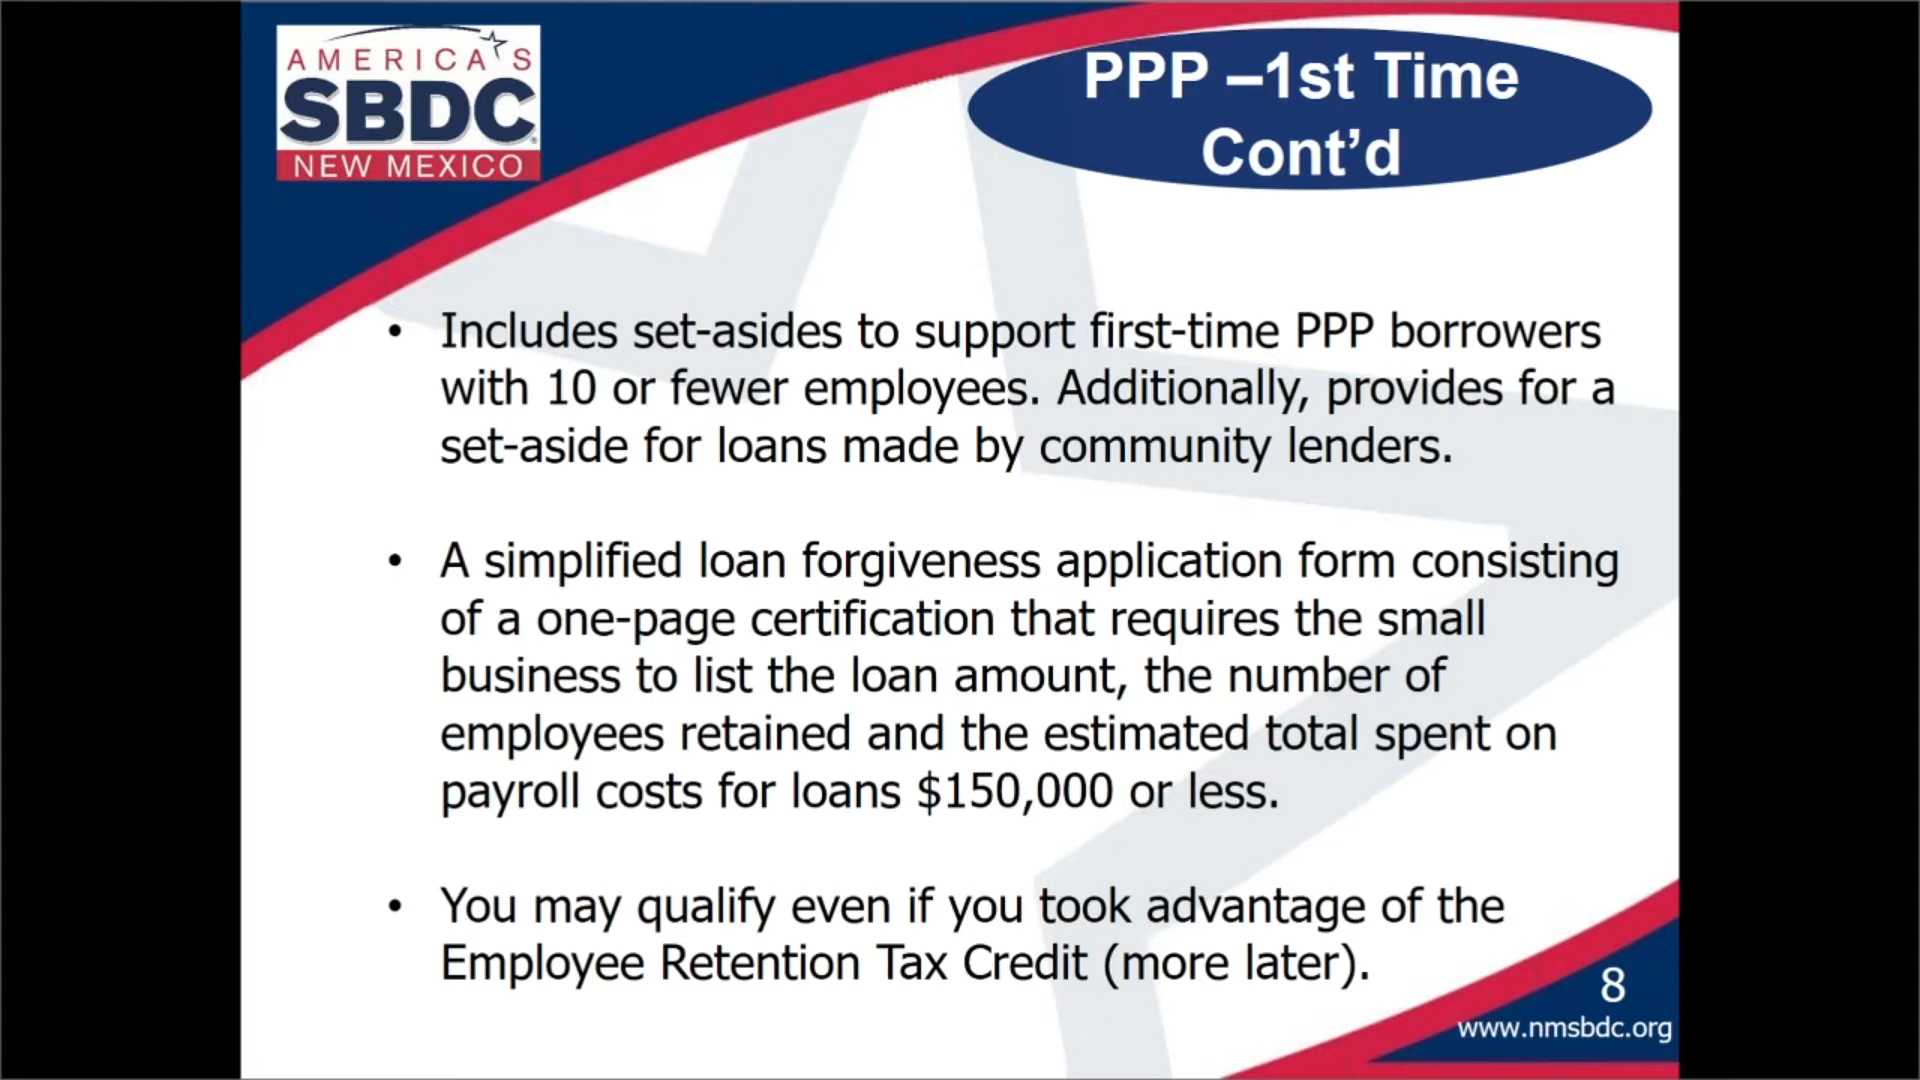 AMERICA'S
SBDC
NEW MEXICO
PPP –1st Time
Cont’d
• Includes set-asides to support first-time PPP borrowers
with 10 or fewer employees. Additionally, provides for a
set-aside for loans made by community lenders.
• A simplified loan forgiveness application form consisting
of a one-page certification that requires the small
business to list the loan amount, the number of
employees retained and the estimated total spent on
payroll costs for loans $150,000 or less.
• You may qualify even if you took advantage of the
Employee Retention Tax Credit (more later).
8
www.nmsbdc.org